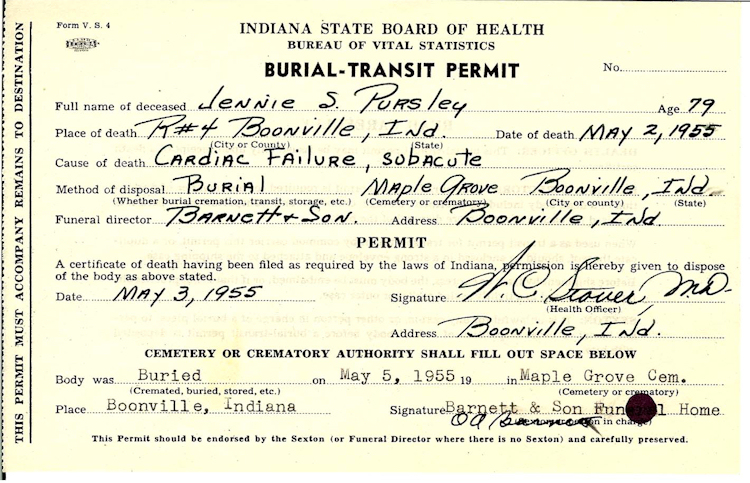 Form V. S. 4
INDIANA STATE BOARD OF HEALTH
BUREAU OF VITAL STATISTICS
BURIAL-TRANSIT PERMIT
No.
Full name of deceased Jennie S. Pursley Age 79
Place of death R#4 Boonville, Ind. Date of death May 2, 1955
(City or County) (State)
Cause of death Cardiac Failure, subacute
Method of disposal Burial Maple Grove Boonville, Ind.
(Whether burial cremation, transit, storage, etc.) (Cemetery or crematory) (City or county) (State)
Funeral director Barnett & Son. Address Boonville, Ind.
PERMIT
A certificate of death having been filed as required by the laws of Indiana, permission is hereby given to dispose
of the body as above stated.
Date May 3, 1955 Signature W. C. Stover, M.D.
(Health Officer)
Address Boonville, Ind.
CEMETERY OR CREMATORY AUTHORITY SHALL FILL OUT SPACE BELOW
Body was Buried on May 5, 1955 19 in Maple Grove Cem.
(Cremated, buried, stored, etc.) (Cemetery or crematory)
Place Boonville, Indiana Signature Barnett & Son Funeral Home
in charge)
This Permit should be endorsed by the Sexton (or Funeral Director where there is no Sexton) and carefully preserved.
THIS PERMIT MUST ACCOMPANY REMAINS TO DESTINATION